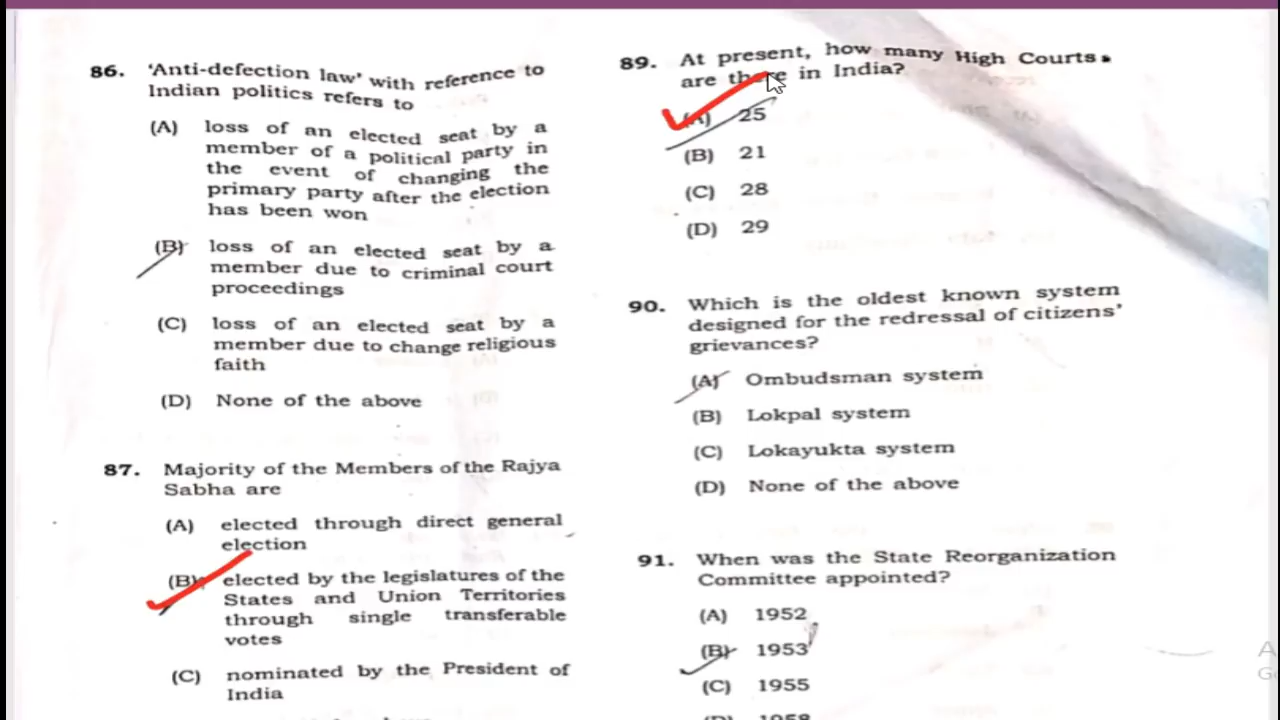 86. 'Anti-defection law' with reference to
Indian politics refers to
(A) loss of an elected seat by a
member of a political party in
the event of changing the
primary party after the election
has been won
(B) loss of an elected seat by a
member due to criminal court
proceedings
(C) loss of an elected seat by a
member due to change religious
faith
(D) None of the above
87. Majority of the Members of the Rajya
Sabha are
(A) elected through direct general
election
(B) elected by the legislatures of the
States and Union Territories
through single transferable
votes
(C) nominated by the President of
India
89. At present, how many High Courts
are there in India?
(A) 25
(B) 21
(C) 28
(D) 29
90. Which is the oldest known system
designed for the redressal of citizens'
grievances?
(A) Ombudsman system
(B) Lokpal system
(C) Lokayukta system
(D) None of the above
91. When was the State Reorganization
Committee appointed?
(A) 1952
(B) 1953
(C) 1955
(D) 1958